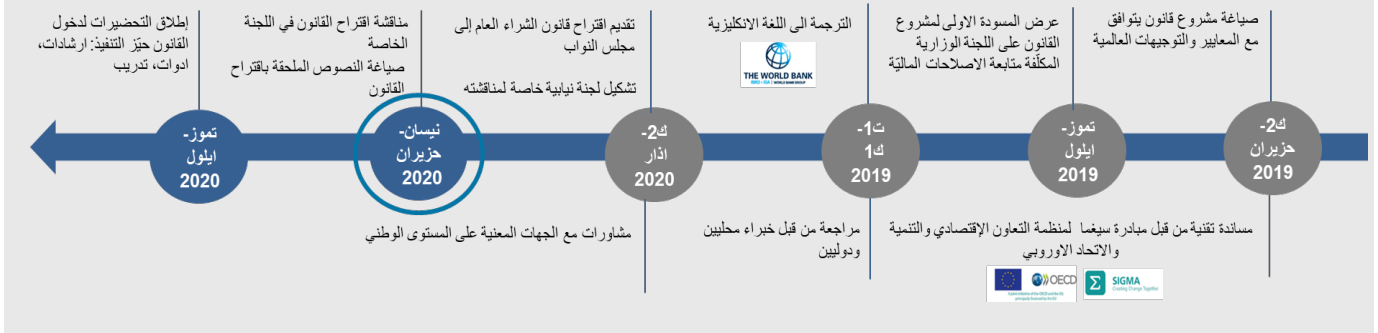 صياغة مشروع قانون يتوافق
مع المعايير والتوجيهات العالمية
عرض المسودة الاولى لمشروع
القانون على اللجنة الوزارية
المكلّفة متابعة الاصلاحات الماليّة
الترجمة الى اللغة الانكليزية
THE WORLD BANK
تقديم اقتراح قانون الشراء العام إلى
مجلس النواب
تشكيل لجنة نيابية خاصة لمناقشته
مناقشة اقتراح القانون في اللجنة
الخاصة
صياغة النصوص الملحقة باقتراح
القانون
إطلاق التحضيرات لدخول
القانون حيّز التنفيذ: ارشادات،
ادوات، تدريب
ك2-
حزيران
2019
تموز-
ايلول
2019
ت1-
ك1
2019
ك2-
اذار
2020
نيسان-
حزيران
2020
تموز-
ايلول
2020
مساندة تقنية من قبل مبادرة سيغما لمنظمة التعاون الإقتصادي والتنمية
والاتحاد الاوروبي
OECD
SIGMA
Creating Change Together
مراجعة من قبل خبراء محليين
ودوليين
مشاورات مع الجهات المعنية على المستوى الوطني